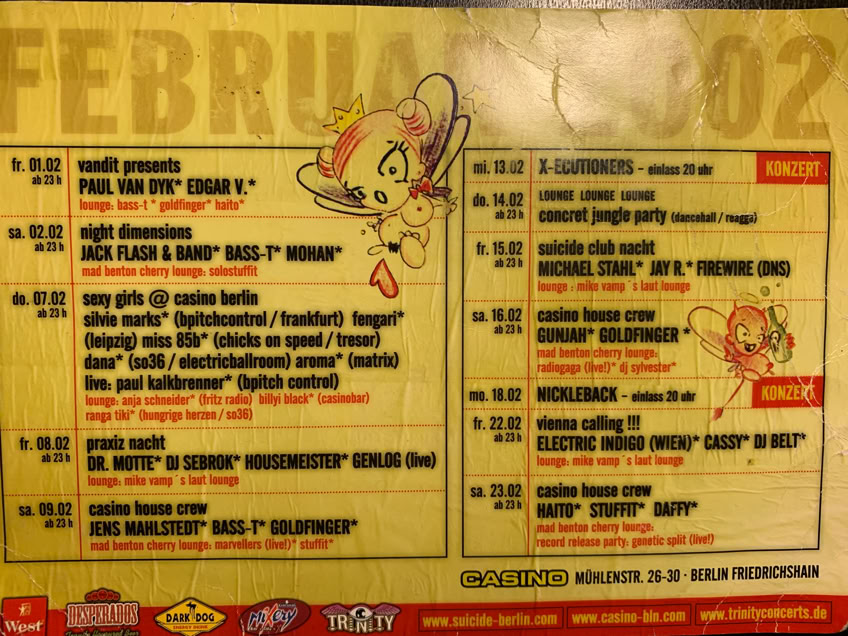 FEBRUAR 2002
fr. 01.02
ab 23 h
vandit presents
PAUL VAN DYK* EDGAR V.*
lounge: bass-t * goldfinger* haito*
sa. 02.02
ab 23 h
night dimensions
JACK FLASH & BAND* BASS-T* MOHAN*
mad benton cherry lounge: solostuffit
do. 07.02
ab 23 h
sexy girls @ casino berlin
silvie marks* (bpitchcontrol / frankfurt) fengari*
(leipzig) miss 85b* (chicks on speed / tresor)
dana* (so36 / electricballroom) aroma* (matrix)
live: paul kalkbrenner* (bpitch control)
lounge: anja schneider* (fritz radio) billyi black* (casinobar)
ranga tiki* (hungrige herzen / so36)
fr. 08.02
ab 23 h
praxiz nacht
DR. MOTTE* DJ SEBROK* HOUSEMEISTER* GENLOG (live)
lounge: mike vamp´s laut lounge
sa. 09.02
ab 23 h
casino house crew
JENS MAHLSTEDT* BASS-T* GOLDFINGER*
mad benton cherry lounge: marvellers (live!)* stuffit*
mi. 13.02
X-ECUTIONERS - einlass 20 uhr
KONZERT
do. 14.02
ab 23 h
LOUNGE LOUNGE LOUNGE
concret jungle party (dancehall / reagga)
fr. 15.02
ab 23 h
suicide club nacht
MICHAEL STAHL* JAY R.* FIREWIRE (DNS)
lounge : mike vamp´s laut lounge
sa. 16.02
ab 23 h
casino house crew
GUNJAH* GOLDFINGER *
mad benton cherry lounge:
radiogaga (live!)* dj sylvester*
mo. 18.02
NICKLEBACK - einlass 20 uhr
KONZERT
fr. 22.02
ab 23 h
vienna calling !!!
ELECTRIC INDIGO (WIEN)* CASSY* DJ BELT*
lounge: mike vamp´s laut lounge
sa. 23.02
ab 23 h
casino house crew
HAITO* STUFFIT* DAFFY*
mad benton cherry lounge:
record release party: genetic split (live!)
CASINO MÜHLENSTR. 26-30 · BERLIN FRIEDRICHSHAIN
West
DESPERADOS
DARK DOG
ENERGY DRINK
mixery
TRINITY
www.suicide-berlin.com
www.casino-bln.com
www.trinityconcerts.de